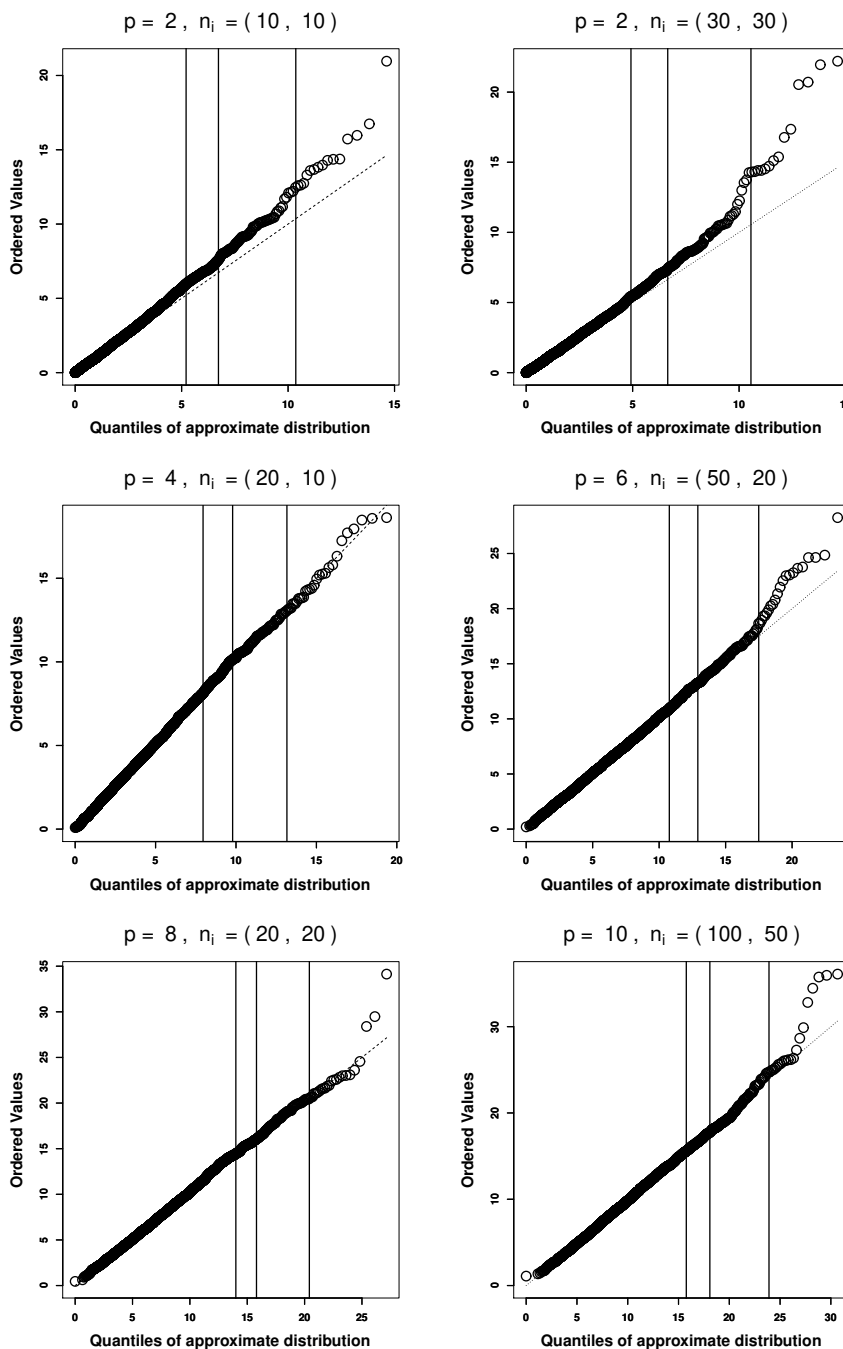 p = 2 , n_i = ( 10 , 10 )
20
15
10
5
0
Ordered Values
0 5 10 15
Quantiles of approximate distribution
p = 2 , n_i = ( 30 , 30 )
20
15
10
5
0
Ordered Values
0 5 10
Quantiles of approximate distribution
p = 4 , n_i = ( 20 , 10 )
15
10
5
0
Ordered Values
0 5 10 15 20
Quantiles of approximate distribution
p = 6 , n_i = ( 50 , 20 )
25
20
15
10
5
0
Ordered Values
0 5 10 15 20
Quantiles of approximate distribution
p = 8 , n_i = ( 20 , 20 )
35
30
25
20
15
10
5
0
Ordered Values
0 5 10 15 20 25
Quantiles of approximate distribution
p = 10 , n_i = ( 100 , 50 )
30
20
10
0
Ordered Values
0 5 10 15 20 25 30
Quantiles of approximate distribution